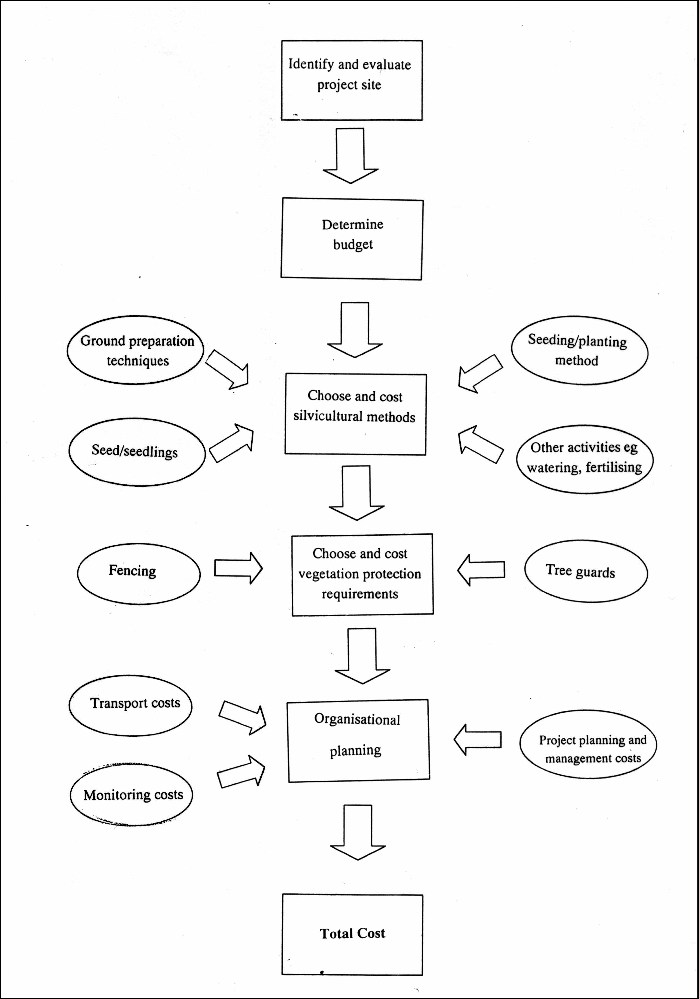 Identify and evaluate
project site
Determine
budget
Ground preparation
techniques
Seeding/planting
method
Choose and cost
silvicultural methods
Seed/seedlings
Other activities eg
watering, fertilising
Fencing
Choose and cost
vegetation protection
requirements
Tree guards
Transport costs
Organisational
planning
Project planning and
management costs
Monitoring costs
Total Cost